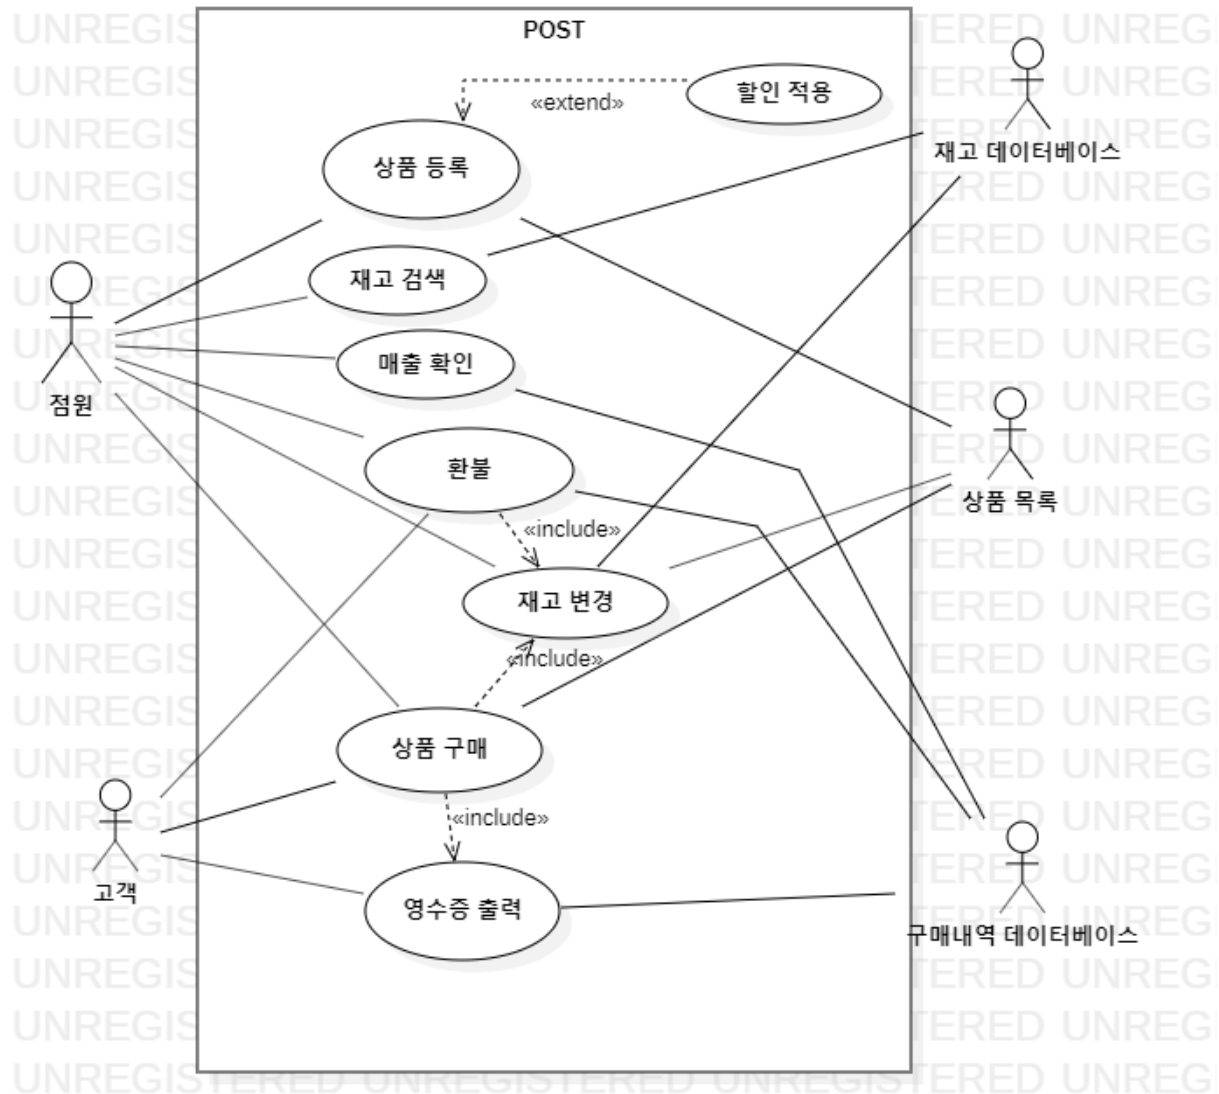 POST
할인 적용
«extend»
상품 등록
재고 데이터베이스
재고 검색
매출 확인
점원
환불
상품 목록
«include»
재고 변경
«include»
상품 구매
«include»
고객
영수증 출력
구매내역 데이터베이스
UNREGISTERED UNREGISTERED UNREGISTERED UNREGI